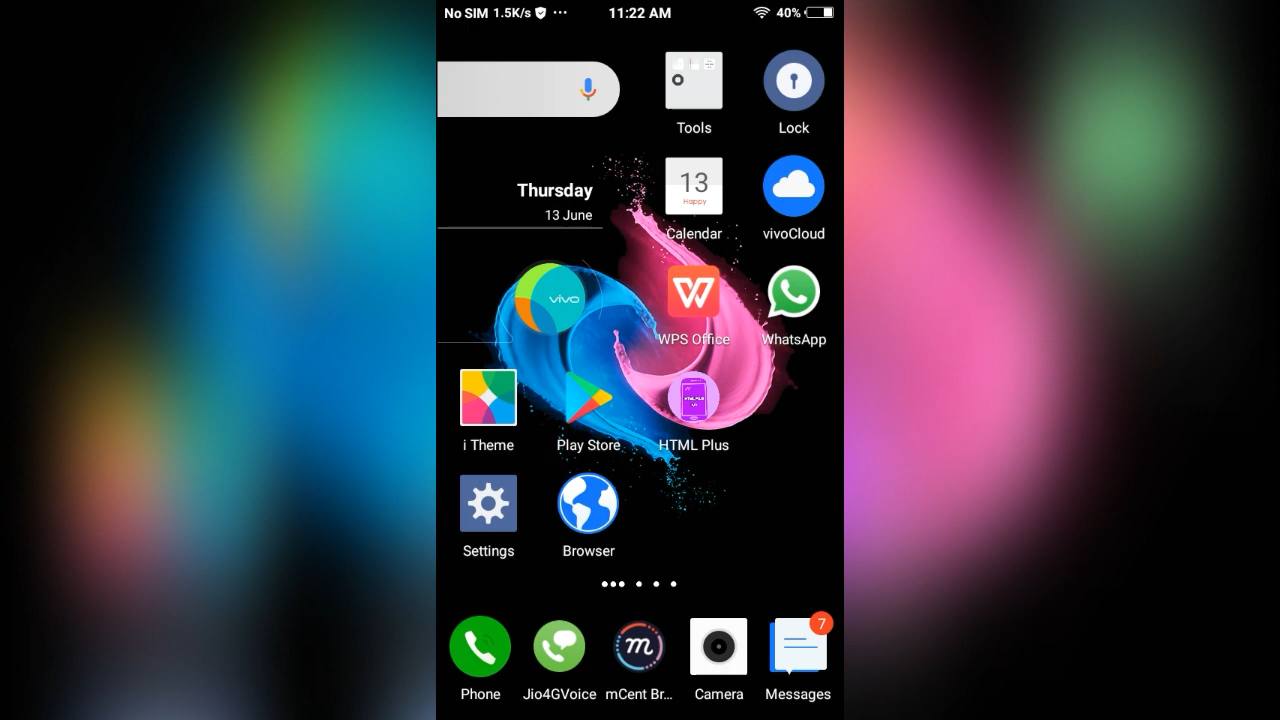 No SIM 1.5K/s ... 11:22 AM 40%
Tools
Lock
Thursday
13 June
13
Happy
Calendar
vivoCloud
vivo
WPS Office
WhatsApp
i Theme
Play Store
HTML Plus
Settings
Browser
7
Phone
Jio4GVoice
m
mCent Br...
Camera
Messages